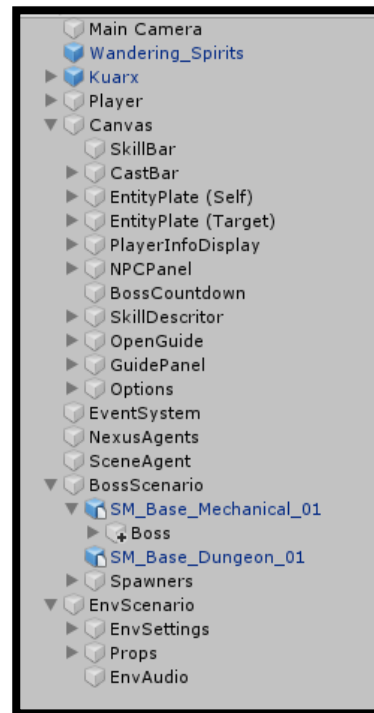 Main Camera
Wandering_Spirits
Kuarx
Player
Canvas
SkillBar
CastBar
EntityPlate (Self)
EntityPlate (Target)
PlayerInfoDisplay
NPCPanel
BossCountdown
SkillDescritor
OpenGuide
GuidePanel
Options
EventSystem
NexusAgents
SceneAgent
BossScenario
SM_Base_Mechanical_01
Boss
SM_Base_Dungeon_01
Spawners
EnvScenario
EnvSettings
Props
EnvAudio